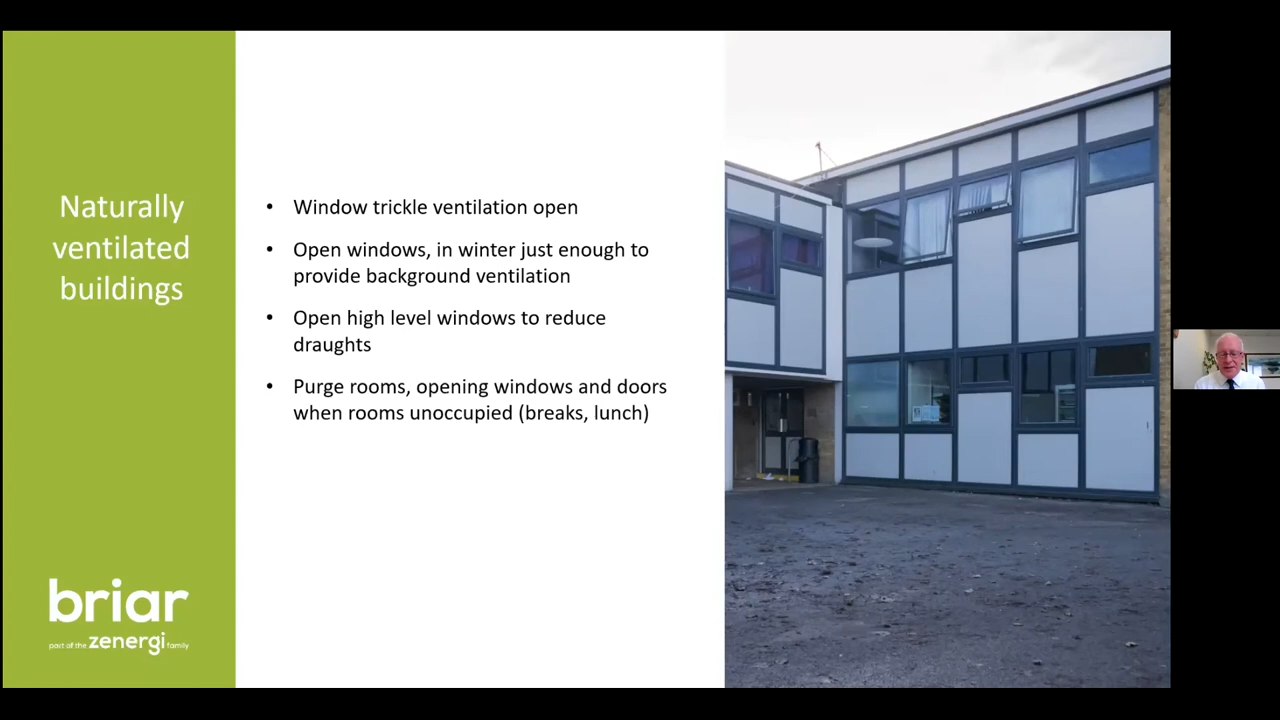 Naturally
ventilated
buildings
• Window trickle ventilation open
• Open windows, in winter just enough to
provide background ventilation
• Open high level windows to reduce
draughts
• Purge rooms, opening windows and doors
when rooms unoccupied (breaks, lunch)
briar
part of the zenergi family